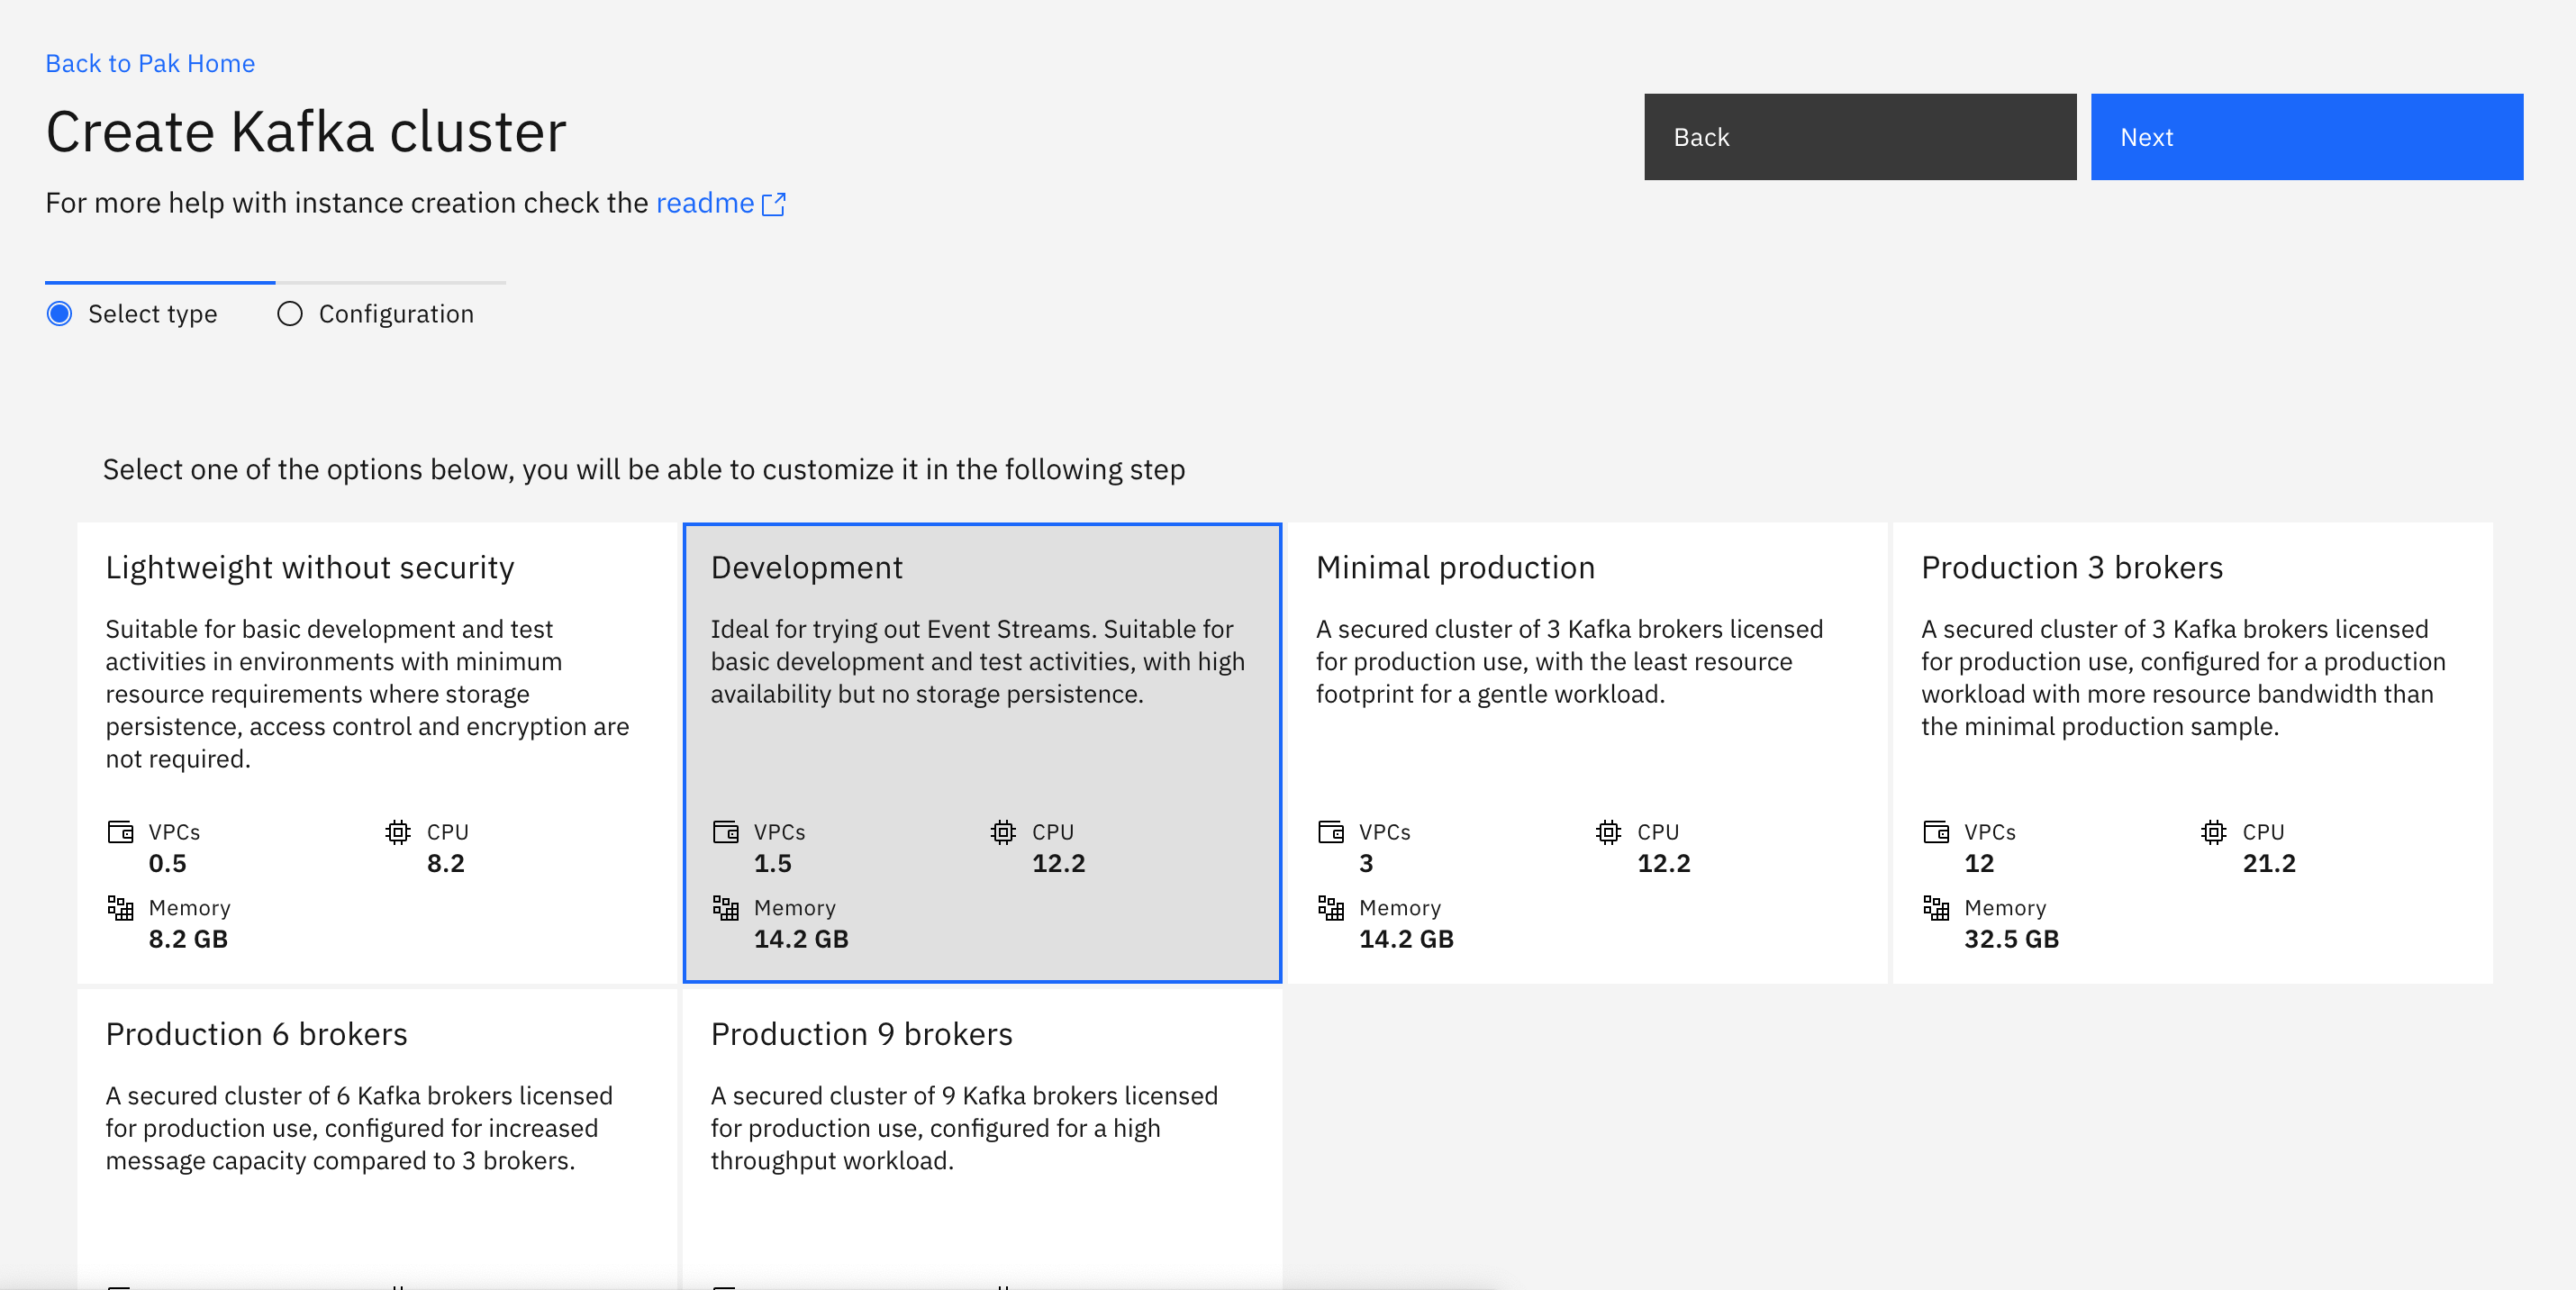 Back to Pak Home
Create Kafka cluster
Back
Next
For more help with instance creation check the readme
Select type
Configuration
Select one of the options below, you will be able to customize it in the following step
Lightweight without security
Suitable for basic development and test
activities in environments with minimum
resource requirements where storage
persistence, access control and encryption are
not required.
VPCs
0.5
CPU
8.2
Memory
8.2 GB
Development
Ideal for trying out Event Streams. Suitable for
basic development and test activities, with high
availability but no storage persistence.
VPCs
1.5
CPU
12.2
Memory
14.2 GB
Minimal production
A secured cluster of 3 Kafka brokers licensed
for production use, with the least resource
footprint for a gentle workload.
VPCs
3
CPU
12.2
Memory
14.2 GB
Production 3 brokers
A secured cluster of 3 Kafka brokers licensed
for production use, configured for a production
workload with more resource bandwidth than
the minimal production sample.
VPCs
12
CPU
21.2
Memory
32.5 GB
Production 6 brokers
A secured cluster of 6 Kafka brokers licensed
for production use, configured for increased
message capacity compared to 3 brokers.
Production 9 brokers
A secured cluster of 9 Kafka brokers licensed
for production use, configured for a high
throughput workload.